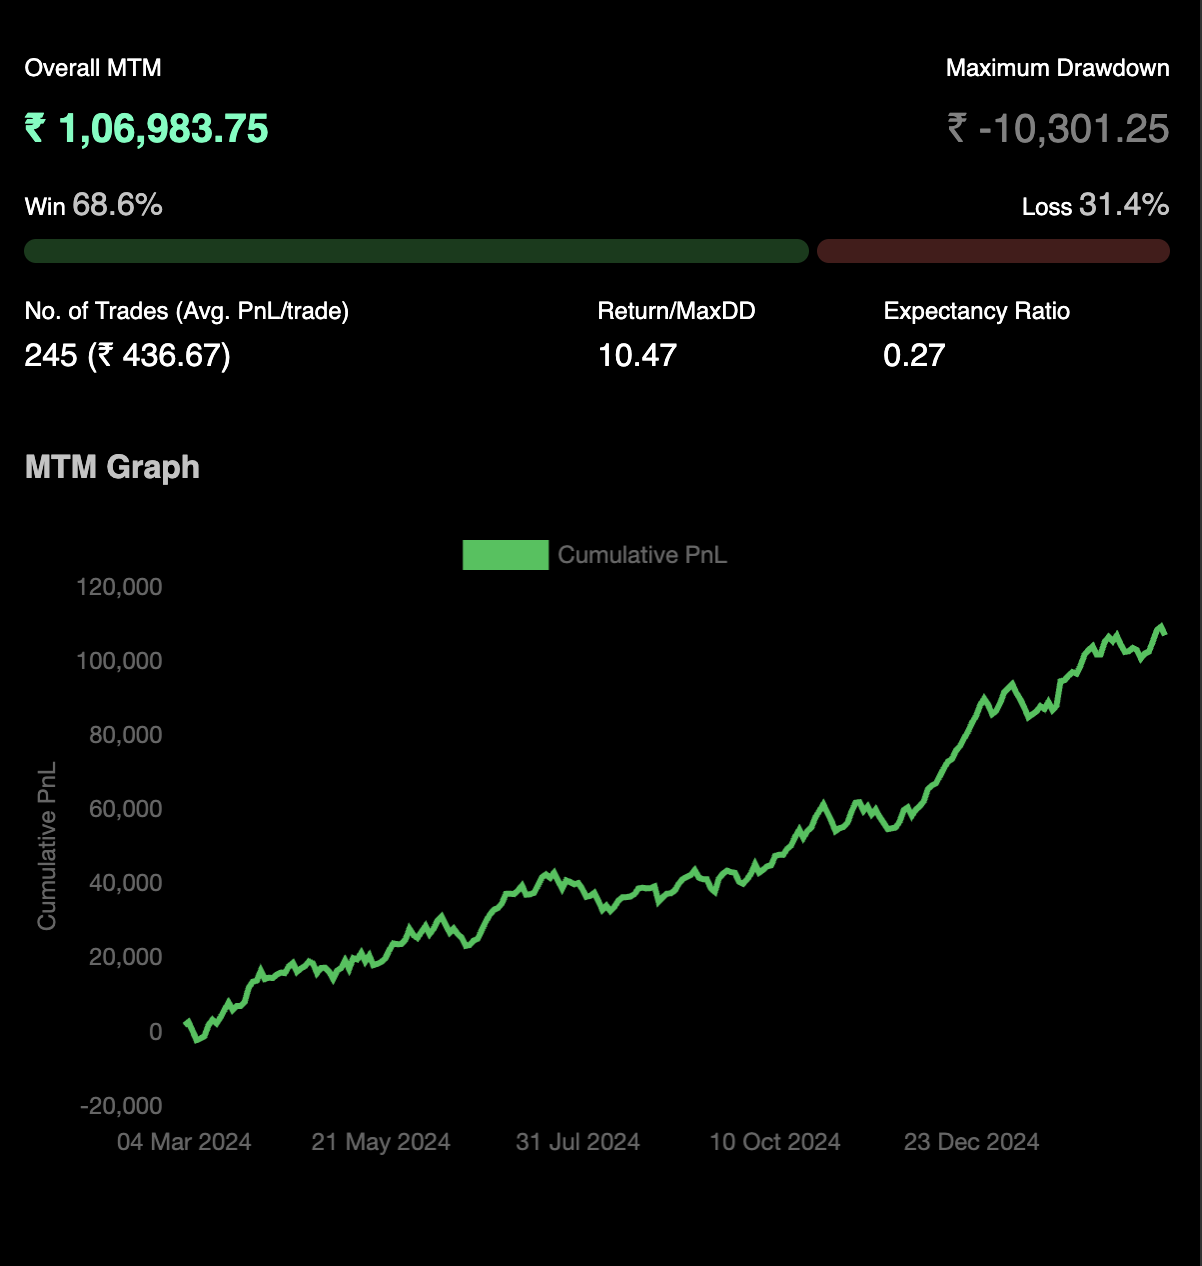 Overall MTM
Maximum Drawdown
₹ 1,06,983.75
₹ -10,301.25
Win 68.6%
Loss 31.4%
No. of Trades (Avg. PnL/trade)
Return/MaxDD
Expectancy Ratio
245 (₹ 436.67)
10.47
0.27
MTM Graph
Cumulative PnL
120,000
100,000
80,000
60,000
40,000
20,000
0
-20,000
Cumulative PnL
04 Mar 2024
21 May 2024
31 Jul 2024
10 Oct 2024
23 Dec 2024